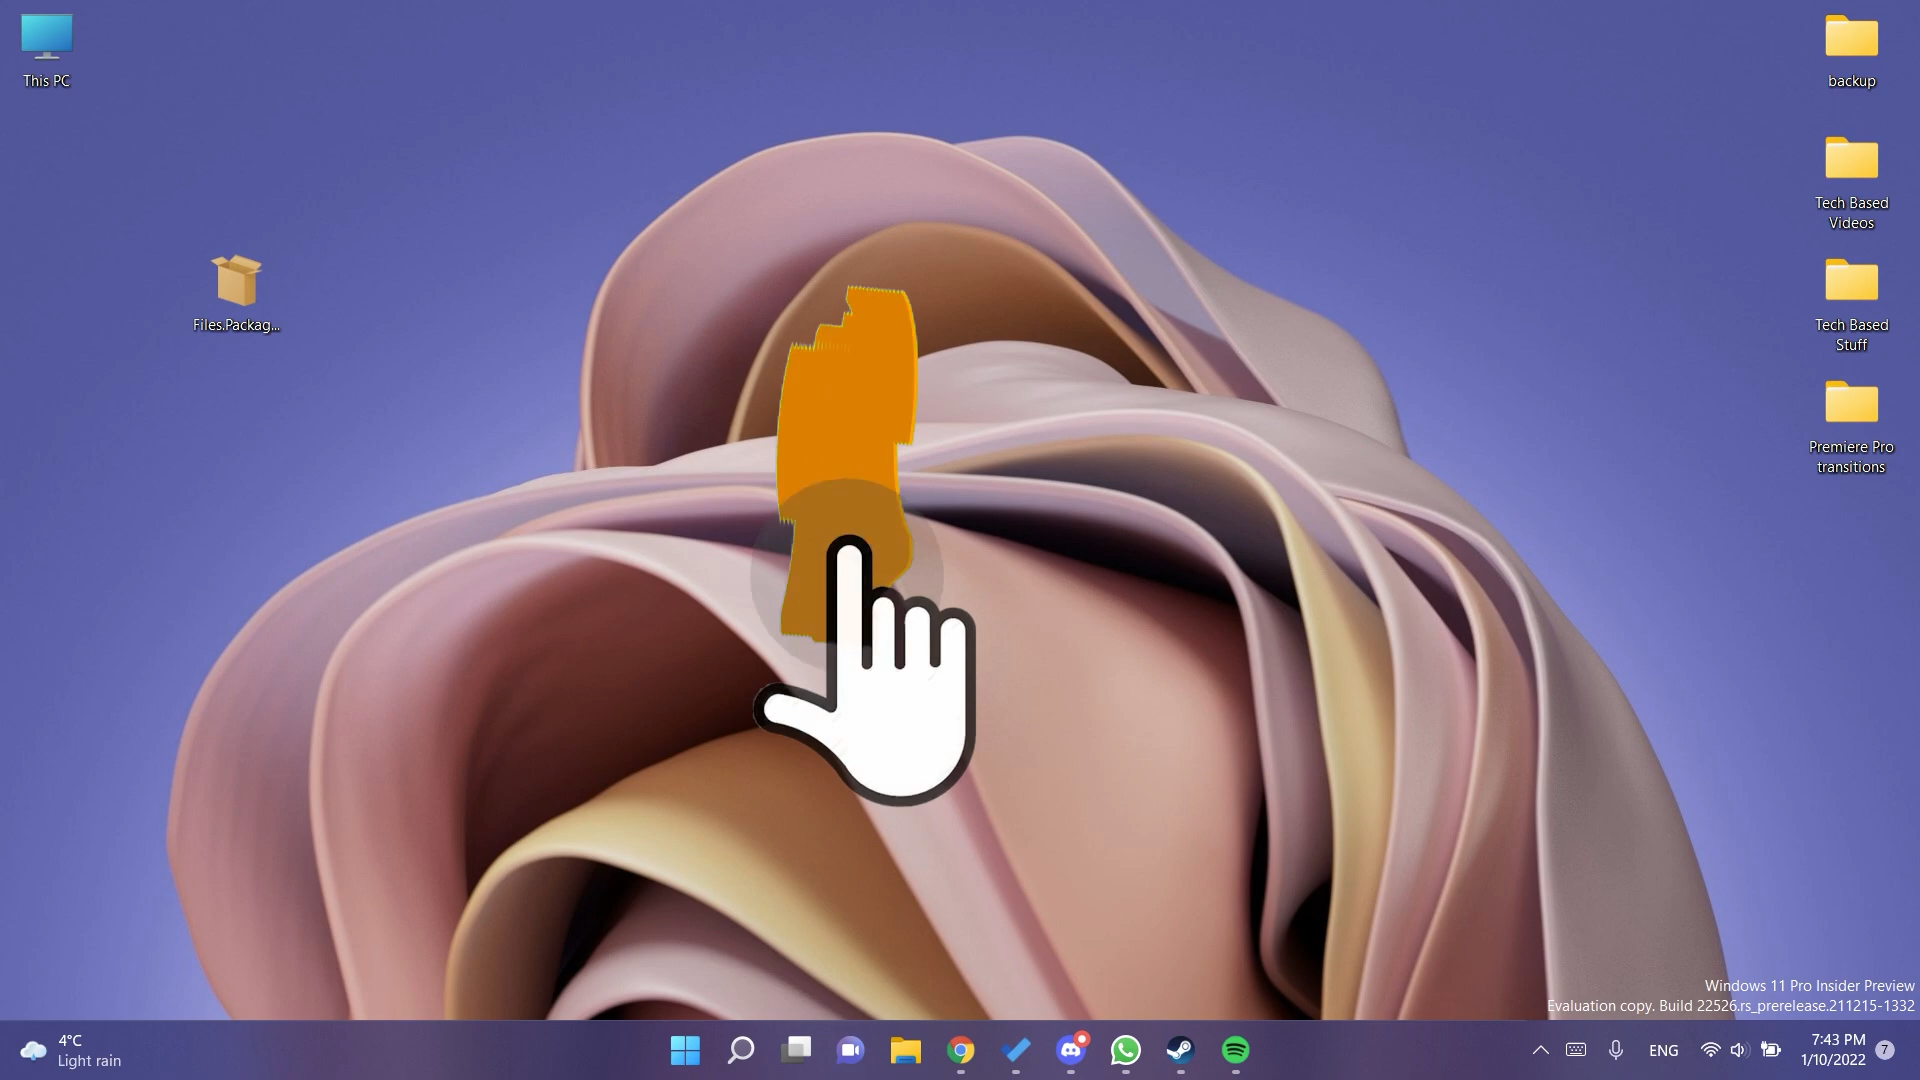 This PC
backup
Tech Based
Videos
Files.Packag...
Tech Based
Stuff
Premiere Pro
transitions
Windows 11 Pro Insider Preview
Evaluation copy. Build 22526.rs_prerelease.211215-1332
4°C
Light rain
ENG
7:43 PM
1/10/2022
7